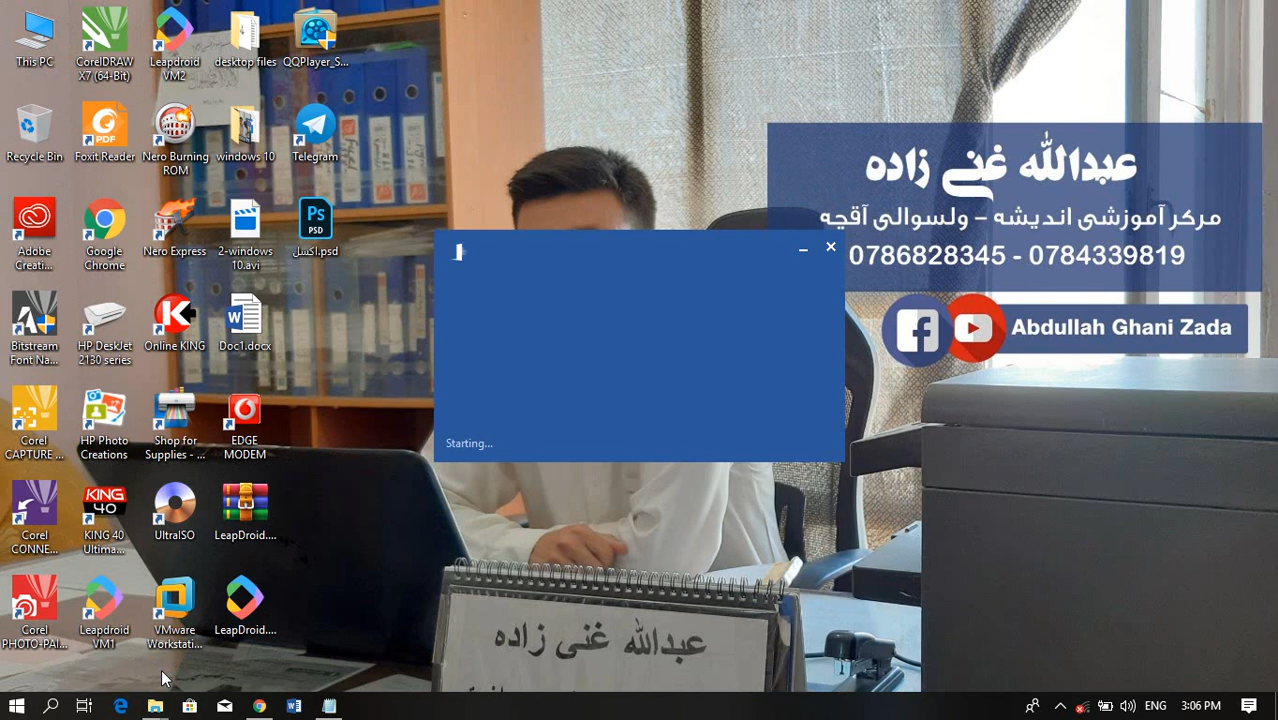 This PC
CorelDRAW X7 (64-Bit)
Leapdroid VM2
desktop files
QQPlayer_S...
Recycle Bin
Foxit Reader
Nero Burning ROM
windows 10
Telegram
Adobe Creati...
Google Chrome
Nero Express
2-windows 10.avi
اکسل.psd
Bitstream Font Na...
HP DeskJet 2130 series
Online KING
Doc1.docx
Corel CAPTURE ...
HP Photo Creations
Shop for Supplies - ...
EDGE MODEM
Corel CONNE...
KING 40 Ultima...
UltraISO
LeapDroid....
Corel PHOTO-PAI...
Leapdroid VM1
VMware Workstati...
LeapDroid....
Starting...
عبدالله غنی زاده
مرکز آموزشی اندیشه – ولسوالی آقچه
0786828345 - 0784339819
Abdullah Ghani Zada
عبدالله غنی زاده
ENG
3:06 PM